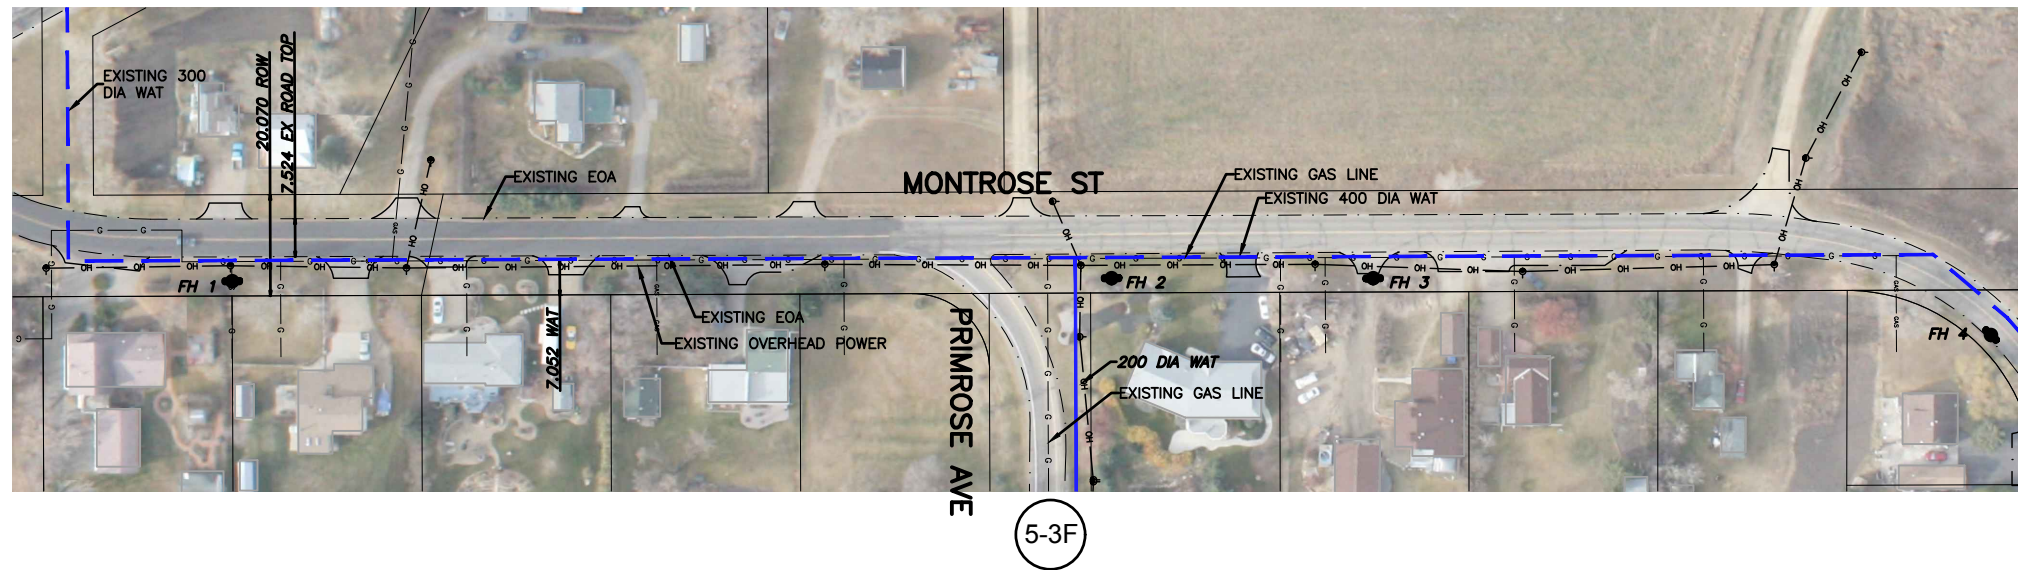 EXISTING 300
DIA WAT
20.070 ROW
7.524 EX ROAD TOP
EXISTING EOA
MONTROSE ST
EXISTING GAS LINE
EXISTING 400 DIA WAT
FH 1
FH 2
FH 3
FH 4
EXISTING EOA
EXISTING OVERHEAD POWER
7.052 WAT
PRIMROSE AVE
200 DIA WAT
EXISTING GAS LINE
5-3F